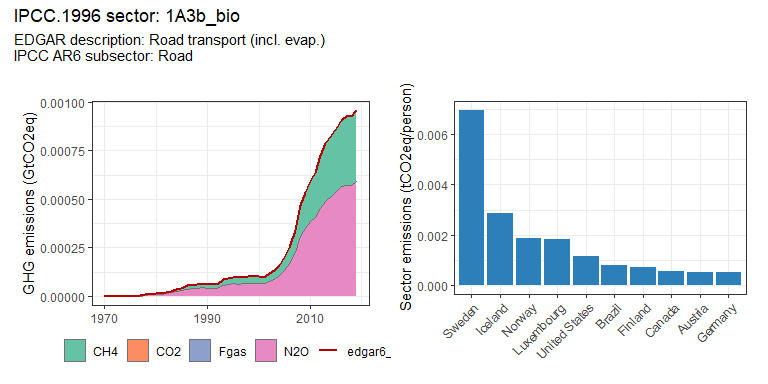 IPCC.1996 sector: 1A3b_bio
EDGAR description: Road transport (incl. evap.)
IPCC AR6 subsector: Road
GHG emissions (GtCO2eq)
0.00100
0.00075
0.00050
0.00025
0.00000
1970
1990
2010
CH4
CO2
Fgas
N2O
edgar6_
Sector emissions (tCO2eq/person)
0.006
0.004
0.002
0.000
Sweden
Iceland
Norway
Luxembourg
United States
Brazil
Finland
Canada
Austria
Germany